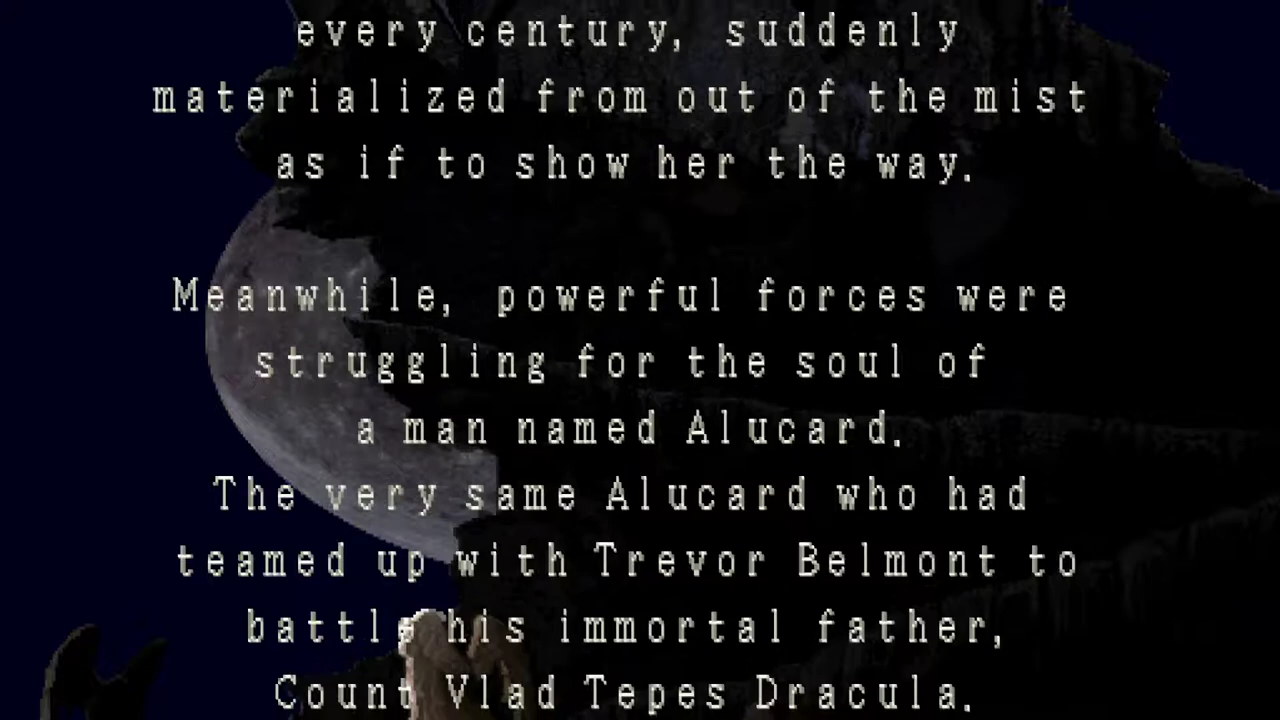 every century, suddenly
materialized from out of the mist
as if to show her the way.
Meanwhile, powerful forces were
struggling for the soul of
a man named Alucard.
The very same Alucard who had
teamed up with Trevor Belmont to
battle his immortal father,
Count Vlad Tepes Dracula.